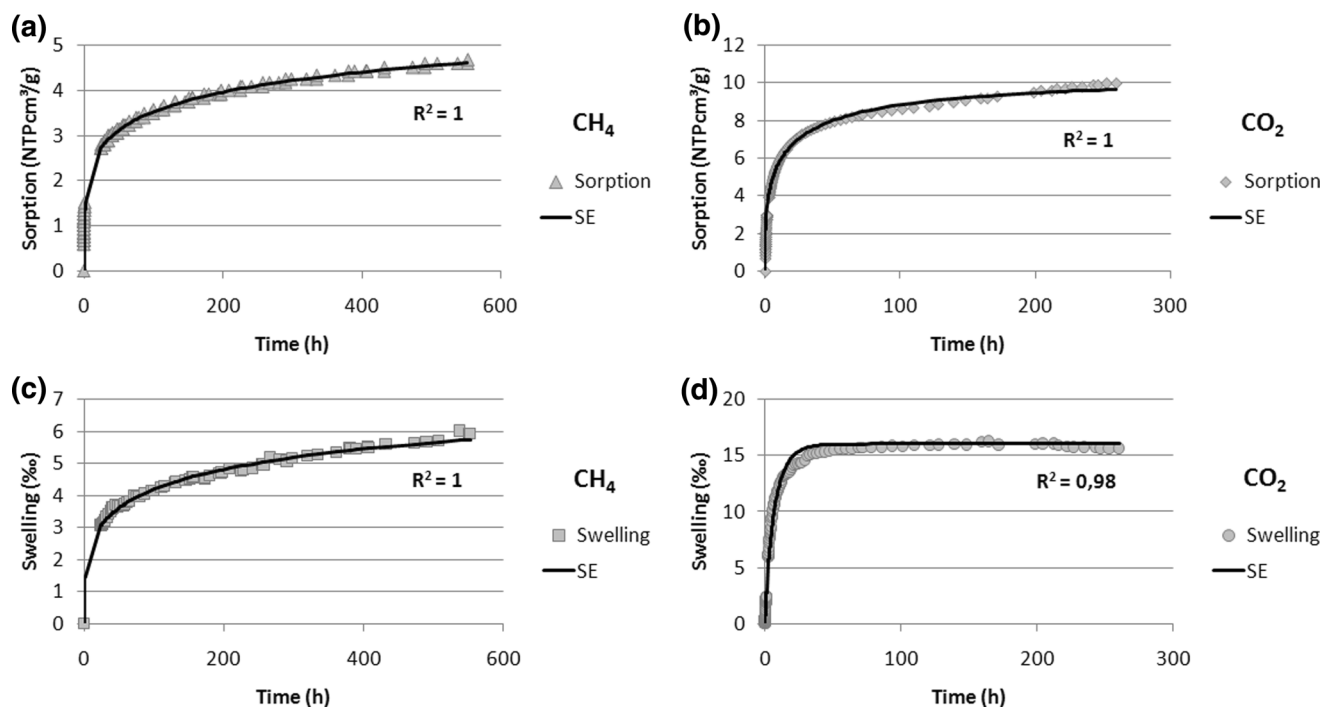 (a)
5
4
3
2
1
0
Sorption (NTPcm³/g)
R² = 1
0 200 400 600
Time (h)
CH₄
Sorption
SE
(b)
12
10
8
6
4
2
0
Sorption (NTPcm³/g)
R² = 1
0 100 200 300
Time (h)
CO₂
Sorption
SE
(c)
7
6
5
4
3
2
1
0
Swelling (‰)
R² = 1
0 200 400 600
Time (h)
CH₄
Swelling
SE
(d)
20
15
10
5
0
Swelling (‰)
R² = 0,98
0 100 200 300
Time (h)
CO₂
Swelling
SE